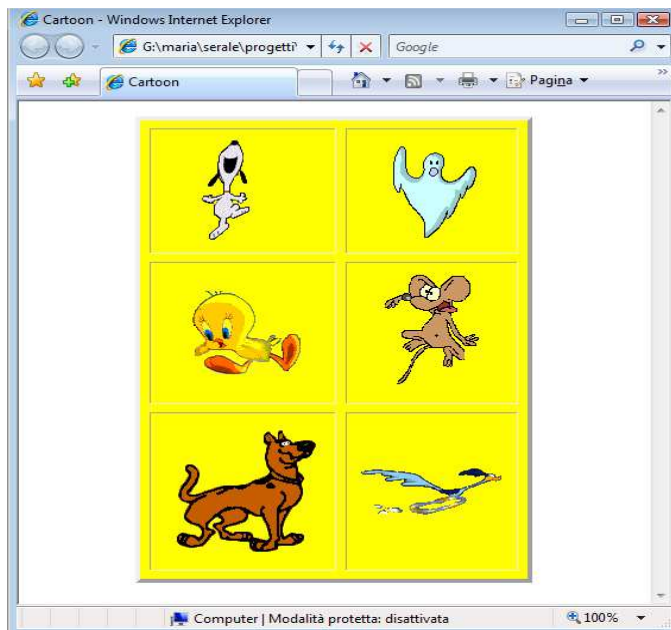 Cartoon - Windows Internet Explorer
G:\maria\serale\progetti\
Google
Cartoon
Pagina
Computer | Modalità protetta: disattivata
100%